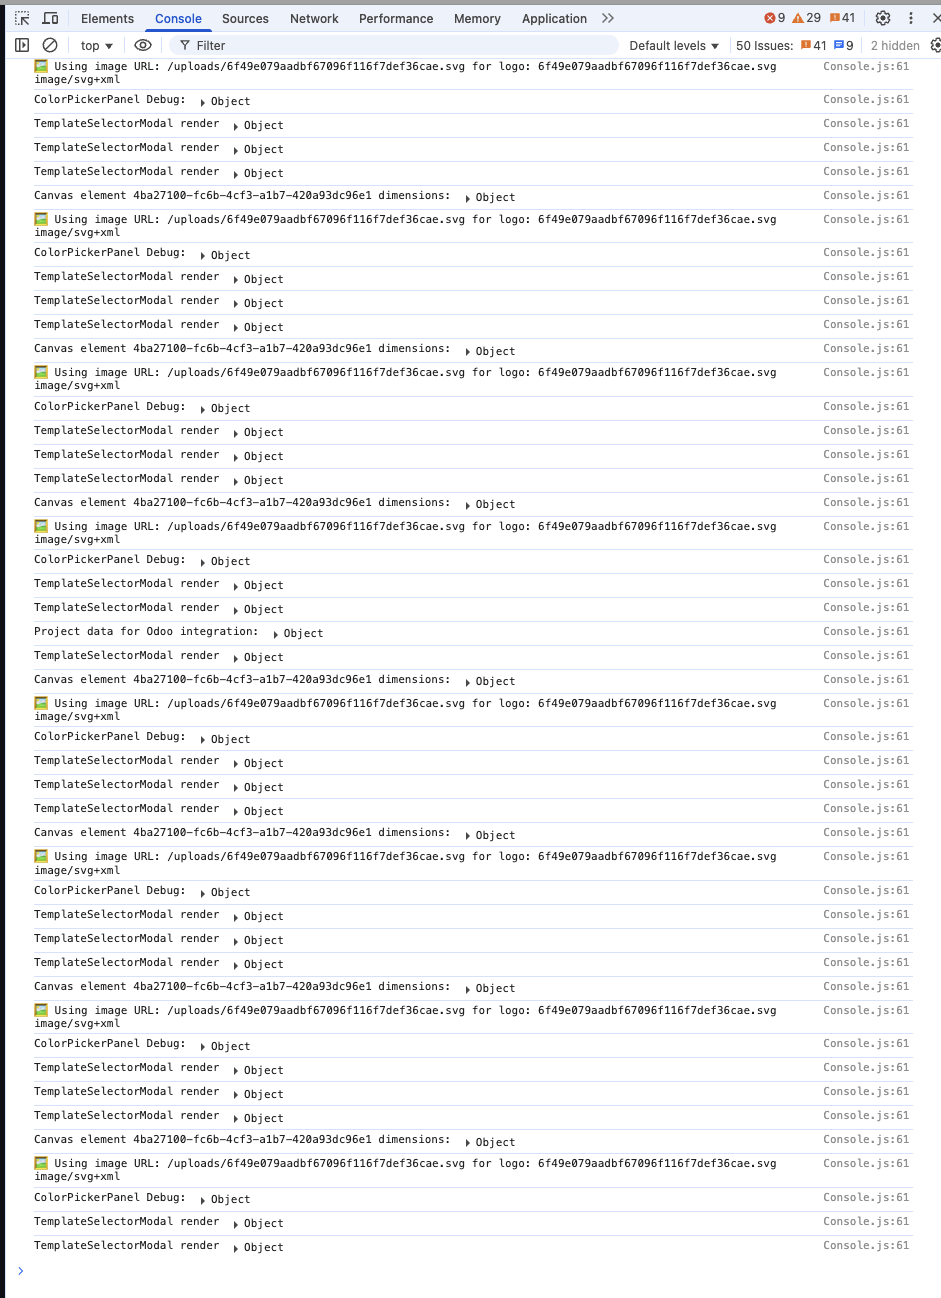 Elements Console Sources Network Performance Memory Application 9 29 41
top Filter Default levels 50 Issues: 41 9 2 hidden
Using image URL: /uploads/6f49e079aadbf67096f116f7def36cae.svg for logo: 6f49e079aadbf67096f116f7def36cae.svg Console.js:61
image/svg+xml
ColorPickerPanel Debug: Object Console.js:61
TemplateSelectorModal render Object Console.js:61
TemplateSelectorModal render Object Console.js:61
TemplateSelectorModal render Object Console.js:61
Canvas element 4ba27100-fc6b-4cf3-a1b7-420a93dc96e1 dimensions: Object Console.js:61
Using image URL: /uploads/6f49e079aadbf67096f116f7def36cae.svg for logo: 6f49e079aadbf67096f116f7def36cae.svg Console.js:61
image/svg+xml
ColorPickerPanel Debug: Object Console.js:61
TemplateSelectorModal render Object Console.js:61
TemplateSelectorModal render Object Console.js:61
TemplateSelectorModal render Object Console.js:61
Canvas element 4ba27100-fc6b-4cf3-a1b7-420a93dc96e1 dimensions: Object Console.js:61
Using image URL: /uploads/6f49e079aadbf67096f116f7def36cae.svg for logo: 6f49e079aadbf67096f116f7def36cae.svg Console.js:61
image/svg+xml
ColorPickerPanel Debug: Object Console.js:61
TemplateSelectorModal render Object Console.js:61
TemplateSelectorModal render Object Console.js:61
TemplateSelectorModal render Object Console.js:61
Canvas element 4ba27100-fc6b-4cf3-a1b7-420a93dc96e1 dimensions: Object Console.js:61
Using image URL: /uploads/6f49e079aadbf67096f116f7def36cae.svg for logo: 6f49e079aadbf67096f116f7def36cae.svg Console.js:61
image/svg+xml
ColorPickerPanel Debug: Object Console.js:61
TemplateSelectorModal render Object Console.js:61
TemplateSelectorModal render Object Console.js:61
Project data for Odoo integration: Object Console.js:61
TemplateSelectorModal render Object Console.js:61
Canvas element 4ba27100-fc6b-4cf3-a1b7-420a93dc96e1 dimensions: Object Console.js:61
Using image URL: /uploads/6f49e079aadbf67096f116f7def36cae.svg for logo: 6f49e079aadbf67096f116f7def36cae.svg Console.js:61
image/svg+xml
ColorPickerPanel Debug: Object Console.js:61
TemplateSelectorModal render Object Console.js:61
TemplateSelectorModal render Object Console.js:61
TemplateSelectorModal render Object Console.js:61
Canvas element 4ba27100-fc6b-4cf3-a1b7-420a93dc96e1 dimensions: Object Console.js:61
Using image URL: /uploads/6f49e079aadbf67096f116f7def36cae.svg for logo: 6f49e079aadbf67096f116f7def36cae.svg Console.js:61
image/svg+xml
ColorPickerPanel Debug: Object Console.js:61
TemplateSelectorModal render Object Console.js:61
TemplateSelectorModal render Object Console.js:61
TemplateSelectorModal render Object Console.js:61
Canvas element 4ba27100-fc6b-4cf3-a1b7-420a93dc96e1 dimensions: Object Console.js:61
Using image URL: /uploads/6f49e079aadbf67096f116f7def36cae.svg for logo: 6f49e079aadbf67096f116f7def36cae.svg Console.js:61
image/svg+xml
ColorPickerPanel Debug: Object Console.js:61
TemplateSelectorModal render Object Console.js:61
TemplateSelectorModal render Object Console.js:61
TemplateSelectorModal render Object Console.js:61
Canvas element 4ba27100-fc6b-4cf3-a1b7-420a93dc96e1 dimensions: Object Console.js:61
Using image URL: /uploads/6f49e079aadbf67096f116f7def36cae.svg for logo: 6f49e079aadbf67096f116f7def36cae.svg Console.js:61
image/svg+xml
ColorPickerPanel Debug: Object Console.js:61
TemplateSelectorModal render Object Console.js:61
TemplateSelectorModal render Object Console.js:61